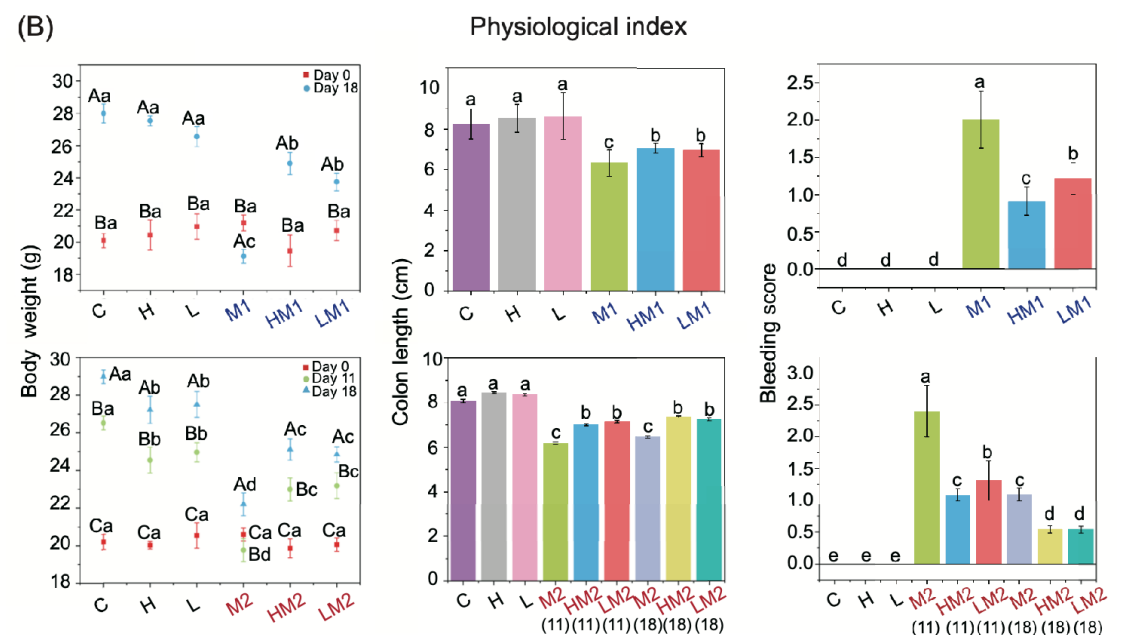 (B)
Physiological index
Body weight (g)
30
28
26
24
22
20
18
Day 0
Day 18
Aa
Aa
Aa
Ab
Ab
Ba
Ba
Ba
Ba
Ba
Ba
Ac
C H L M1 HM1 LM1
Colon length (cm)
10
8
6
4
2
0
a a a c b b
C H L M1 HM1 LM1
Bleeding score
2.5
2.0
1.5
1.0
0.5
0.0
d d d a c b
C H L M1 HM1 LM1
30
28
26
24
22
20
18
Day 0
Day 11
Day 18
Aa
Ab
Ab
Ad
Ac
Ac
Ba
Bb
Bb
Bc
Bc
Ca
Ca
Ca
Ca
Ca
Ca
Bd
C H L M2 HM2 LM2
10
8
6
4
2
0
a a a c b b c b b
C H L M2 HM2 LM2 M2 HM2 LM2
(11) (11) (11) (18) (18) (18)
3.0
2.5
2.0
1.5
1.0
0.5
0.0
e e e a c b c d d
C H L M2 HM2 LM2 M2 HM2 LM2
(11) (11) (11) (18) (18) (18)